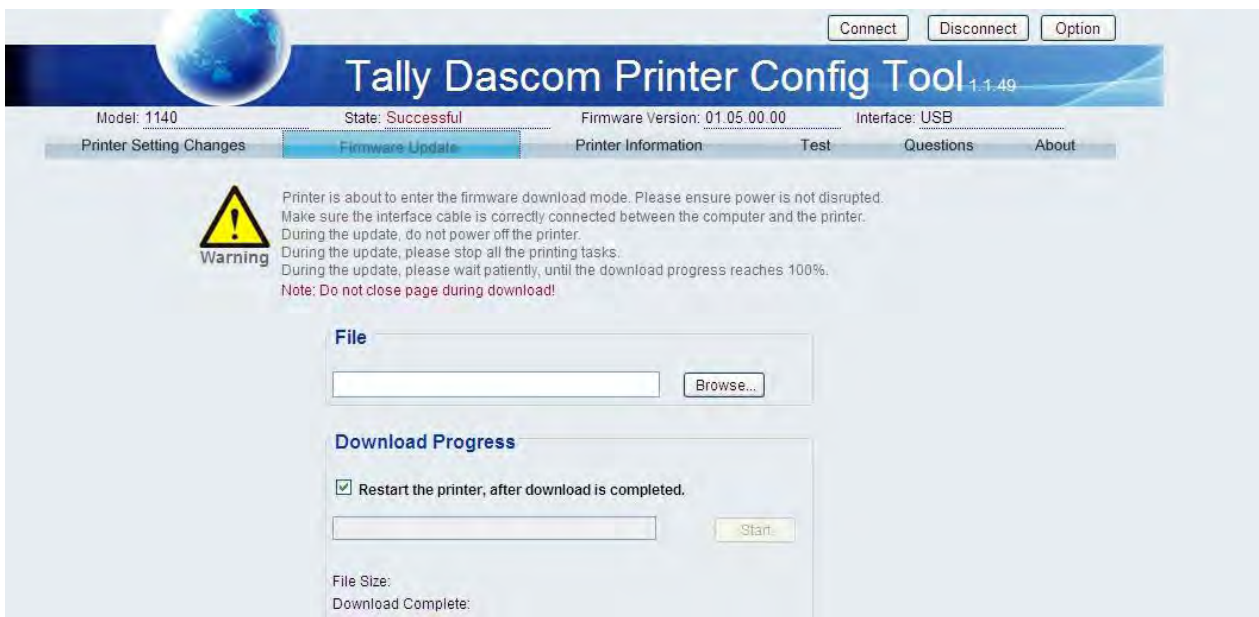 Connect Disconnect Option
Tally Dascom Printer Config Tool 1.1.49
Model: 1140 State: Successful Firmware Version: 01.05.00.00 Interface: USB
Printer Setting Changes Firmware Update Printer Information Test Questions About
Printer is about to enter the firmware download mode. Please ensure power is not disrupted.
Make sure the interface cable is correctly connected between the computer and the printer.
During the update, do not power off the printer.
During the update, please stop all the printing tasks.
During the update, please wait patiently, until the download progress reaches 100%.
Warning
Note: Do not close page during download!
File
Browse...
Download Progress
Restart the printer, after download is completed.
Start
File Size:
Download Complete: